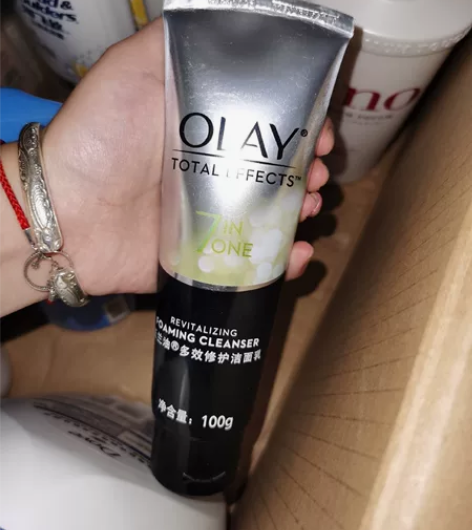 OLAY®
TOTAL EFFECTS™
7 IN
ONE
REVITALIZING
FOAMING CLEANSER
兰油®多效修护洁面乳
净含量：100g
Dove